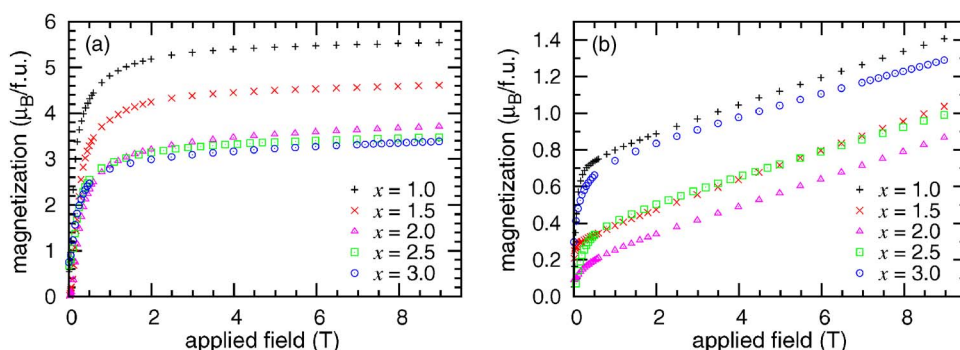 (a)
magnetization (μB/f.u.)
6
5
4
3
2
1
0
x = 1.0
x = 1.5
x = 2.0
x = 2.5
x = 3.0
0 2 4 6 8
applied field (T)
(b)
magnetization (μB/f.u.)
1.4
1.2
1.0
0.8
0.6
0.4
0.2
0.0
x = 1.0
x = 1.5
x = 2.0
x = 2.5
x = 3.0
0 2 4 6 8
applied field (T)